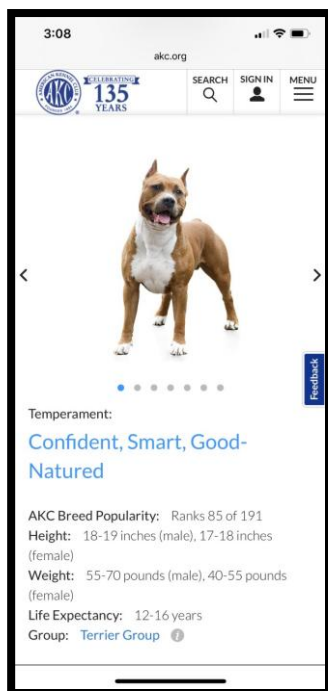 3:08
akc.org
AMERICAN KENNEL CLUB
AKC
CELEBRATING
135
YEARS
SEARCH
SIGN IN
MENU
Feedback
Temperament:
Confident, Smart, Good-
Natured
AKC Breed Popularity: Ranks 85 of 191
Height: 18-19 inches (male), 17-18 inches
(female)
Weight: 55-70 pounds (male), 40-55 pounds
(female)
Life Expectancy: 12-16 years
Group: Terrier Group